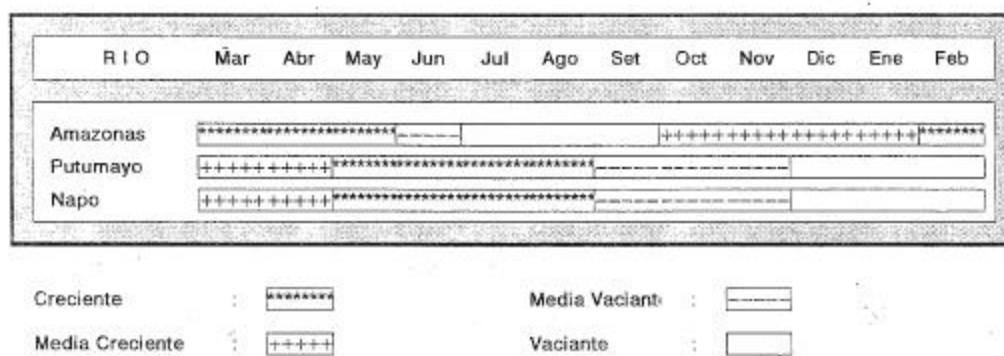 R I O Mar Abr May Jun Jul Ago Set Oct Nov Dic Ene Feb
Amazonas
Putumayo
Napo
Creciente : Media Vaciant :
Media Creciente : Vaciante :